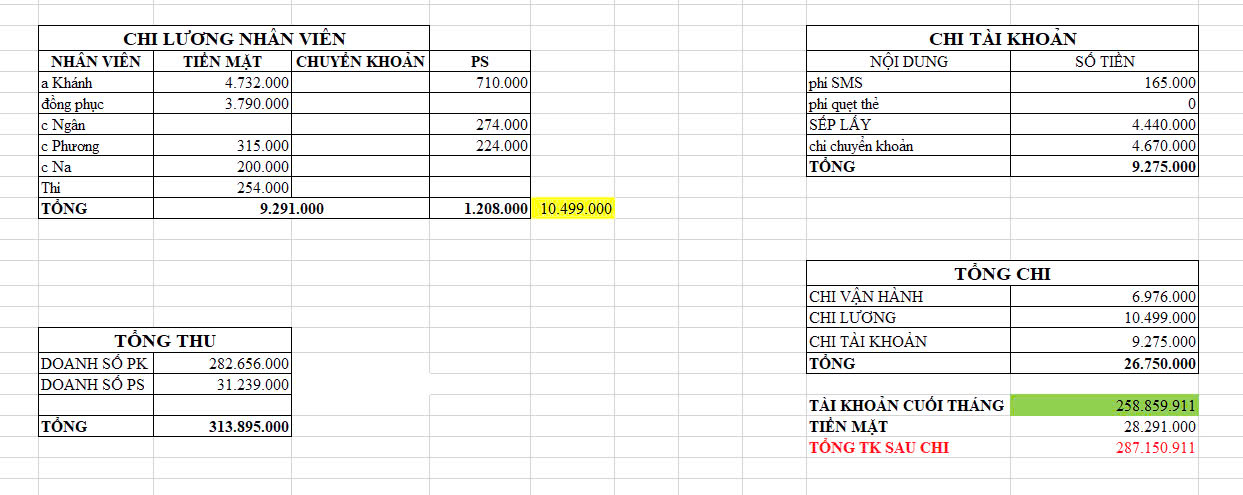 CHI LƯƠNG NHÂN VIÊN
NHÂN VIÊN TIỀN MẶT CHUYỂN KHOẢN PS
a Khánh 4.732.000 710.000
đồng phục 3.790.000
c Ngân 274.000
c Phương 315.000 224.000
c Na 200.000
Thi 254.000
TỔNG 9.291.000 1.208.000 10.499.000
CHI TÀI KHOẢN
NỘI DUNG SỐ TIỀN
phí SMS 165.000
phí quẹt thẻ 0
SẾP LẤY 4.440.000
chi chuyển khoản 4.670.000
TỔNG 9.275.000
TỔNG THU
DOANH SỐ PK 282.656.000
DOANH SỐ PS 31.239.000
TỔNG 313.895.000
TỔNG CHI
CHI VẬN HÀNH 6.976.000
CHI LƯƠNG 10.499.000
CHI TÀI KHOẢN 9.275.000
TỔNG 26.750.000
TÀI KHOẢN CUỐI THÁNG 258.859.911
TIỀN MẶT 28.291.000
TỔNG TK SAU CHI 287.150.911